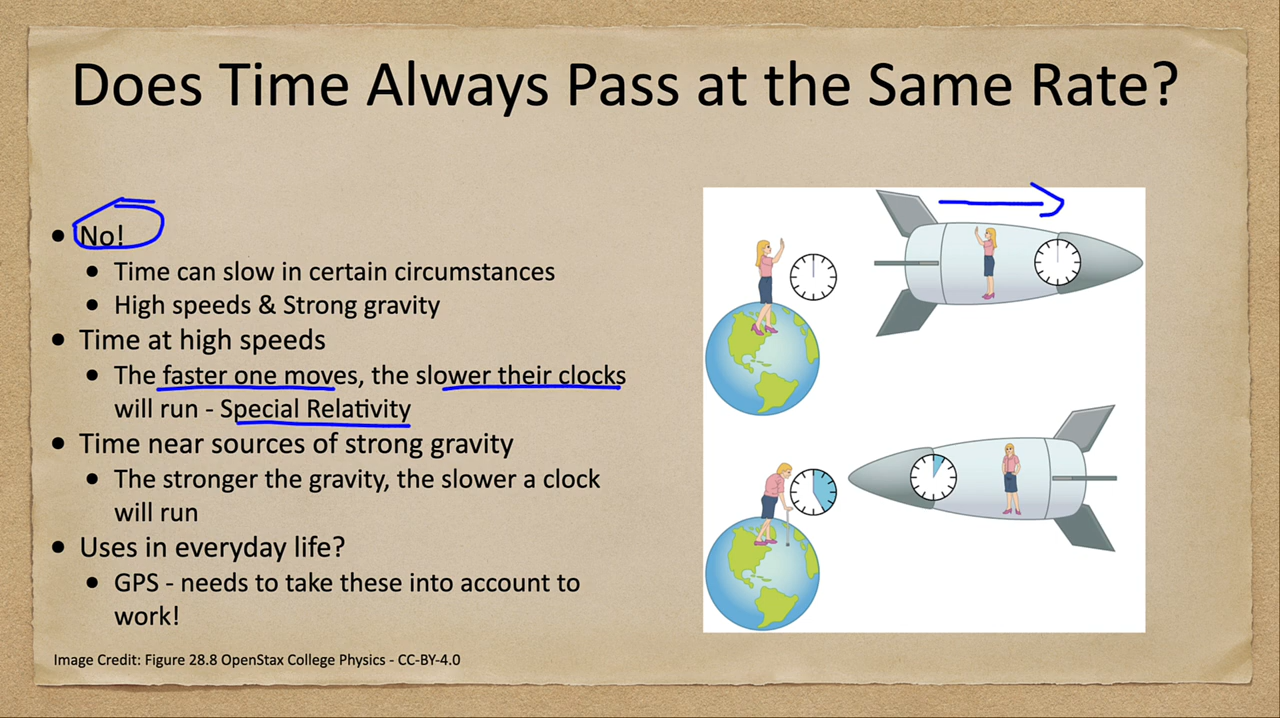 Does Time Always Pass at the Same Rate?
• No!
• Time can slow in certain circumstances
• High speeds & Strong gravity
• Time at high speeds
• The faster one moves, the slower their clocks
will run - Special Relativity
• Time near sources of strong gravity
• The stronger the gravity, the slower a clock
will run
• Uses in everyday life?
• GPS - needs to take these into account to
work!
Image Credit: Figure 28.8 OpenStax College Physics - CC-BY-4.0